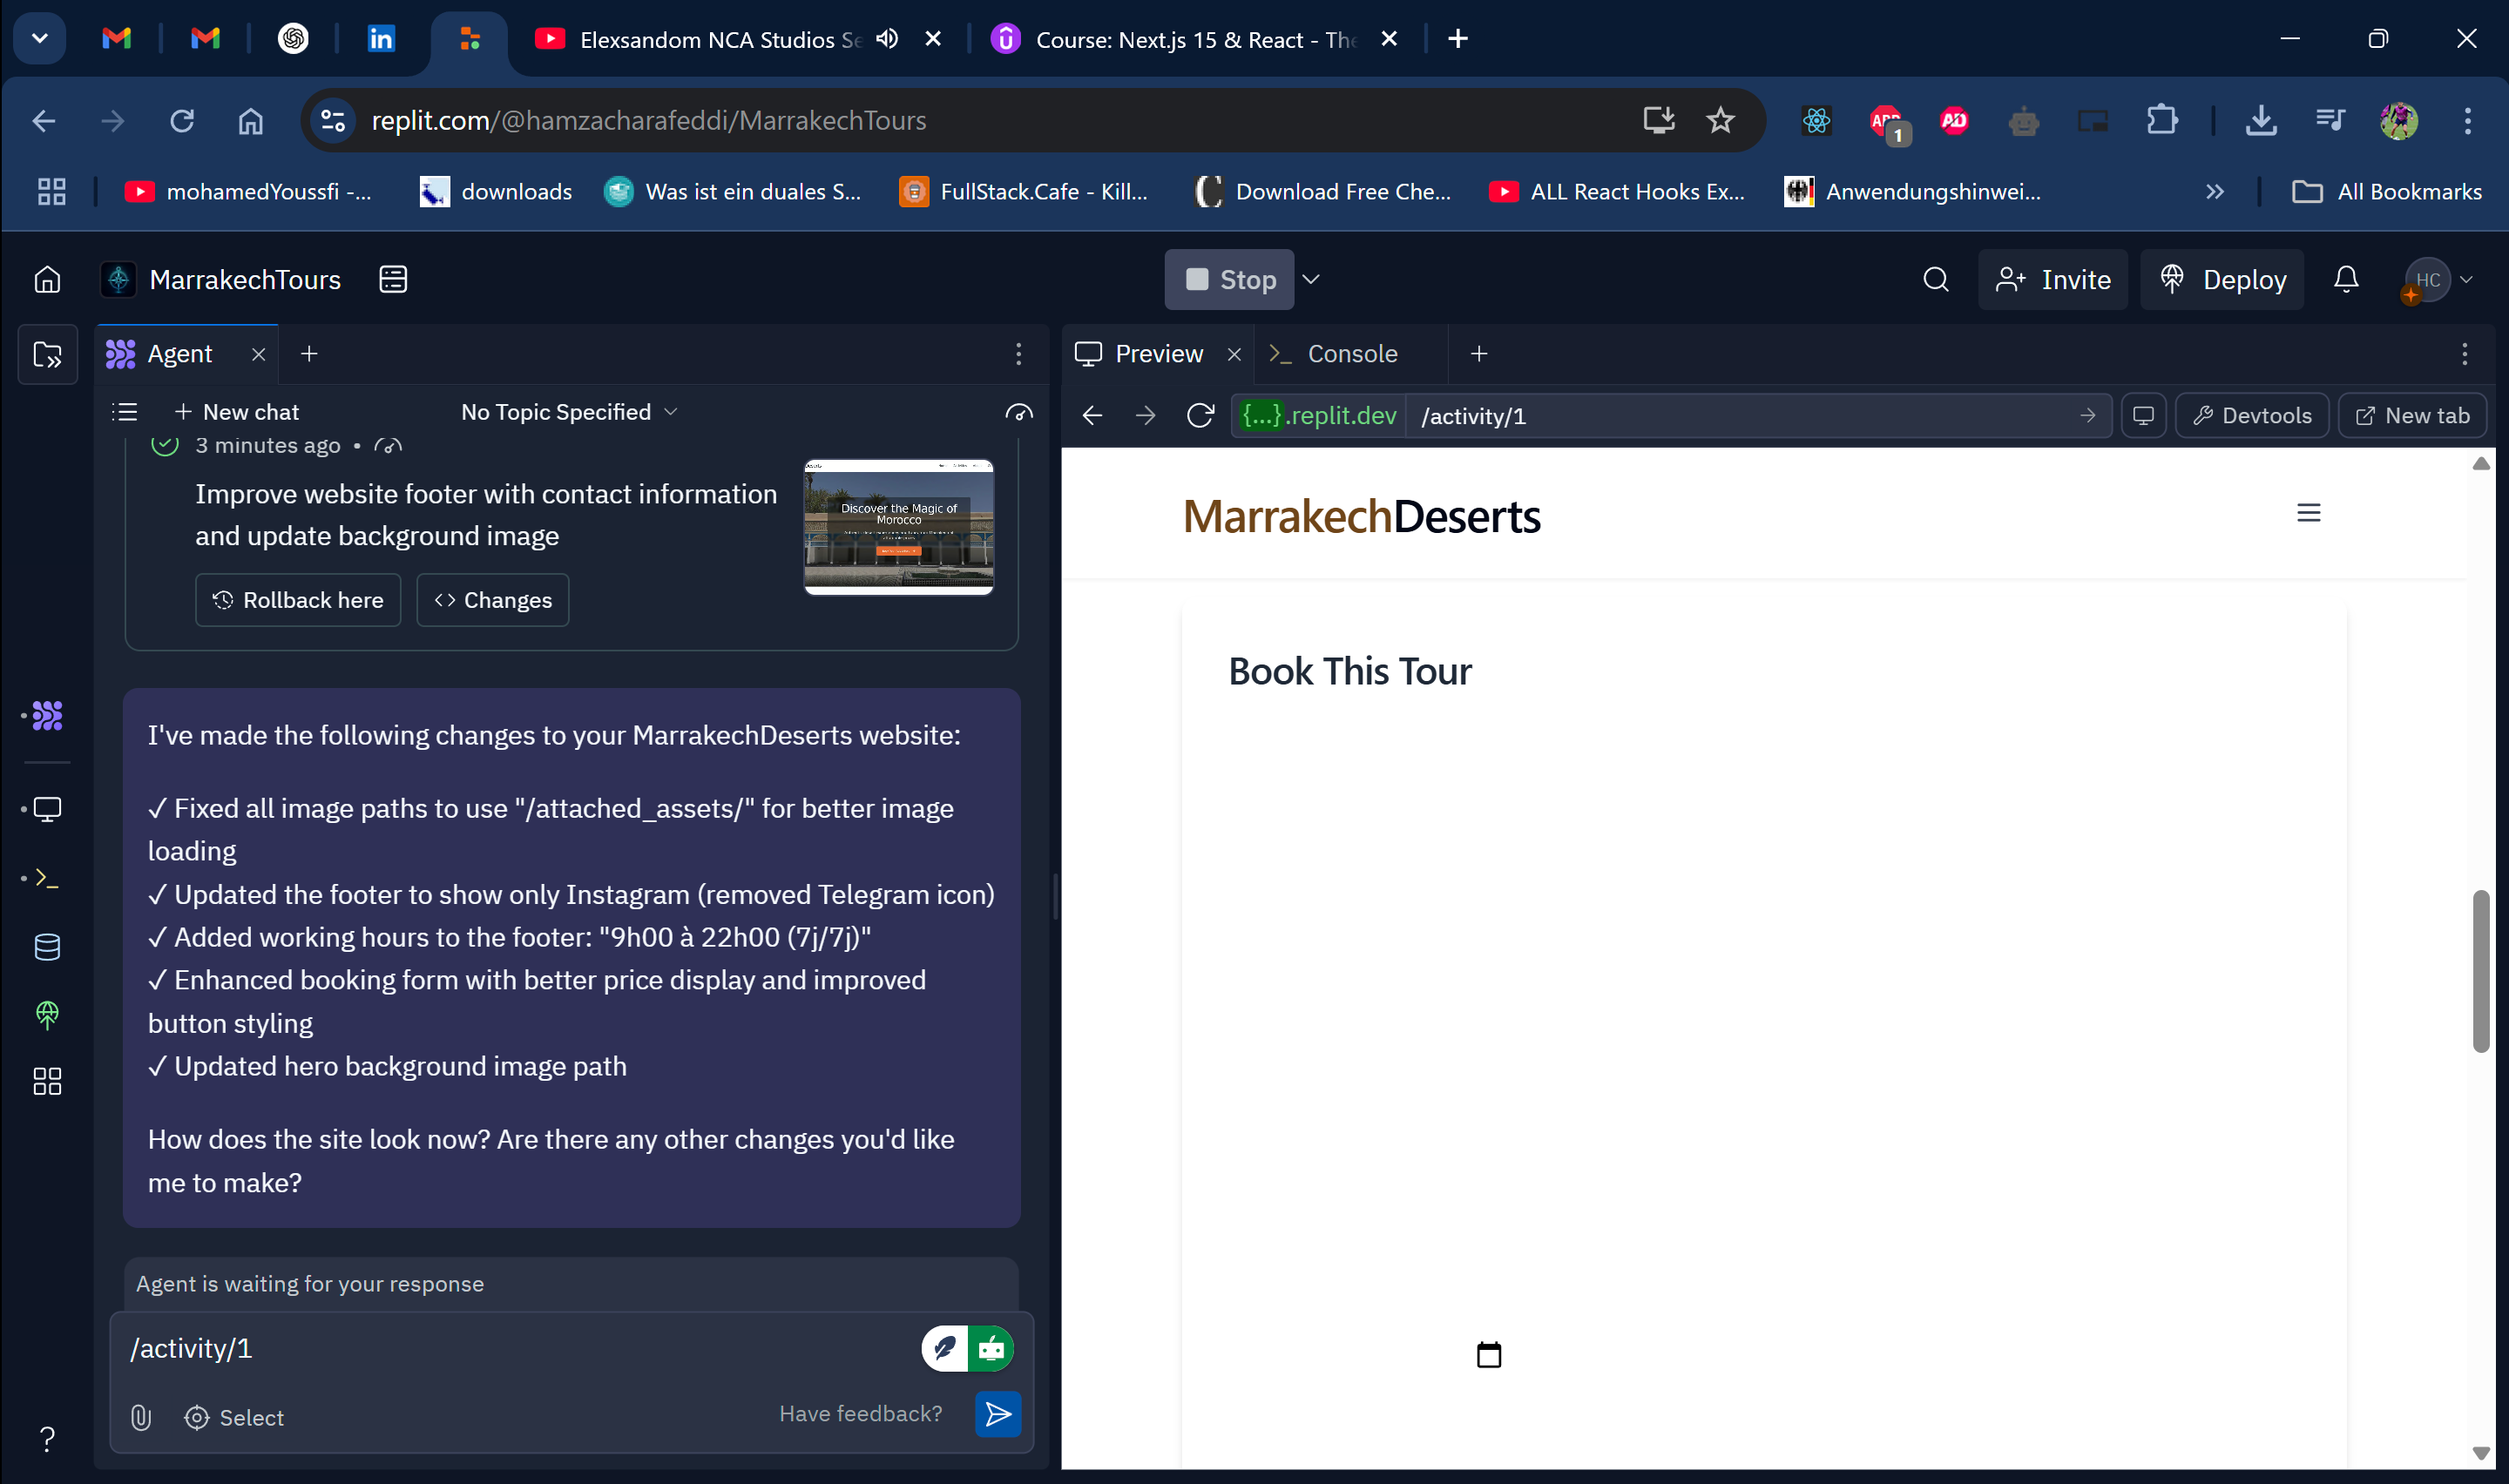 Elexsandom NCA Studios Se
Course: Next.js 15 & React - The
replit.com/@hamzacharafeddi/MarrakechTours
1
mohamedYoussfi -...
downloads
Was ist ein duales S...
FullStack.Cafe - Kill...
Download Free Che...
ALL React Hooks Ex...
Anwendungshinwei...
All Bookmarks
MarrakechTours
Stop
Invite
Deploy
HC
Agent
Preview
Console
New chat
No Topic Specified
{...}.replit.dev
/activity/1
Devtools
New tab
3 minutes ago •
Improve website footer with contact information
and update background image
Discover the Magic of
Morocco
Rollback here
Changes
I've made the following changes to your MarrakechDeserts website:
✓ Fixed all image paths to use "/attached_assets/" for better image
loading
✓ Updated the footer to show only Instagram (removed Telegram icon)
✓ Added working hours to the footer: "9h00 à 22h00 (7j/7j)"
✓ Enhanced booking form with better price display and improved
button styling
✓ Updated hero background image path
How does the site look now? Are there any other changes you'd like
me to make?
Agent is waiting for your response
/activity/1
Select
Have feedback?
MarrakechDeserts
Book This Tour